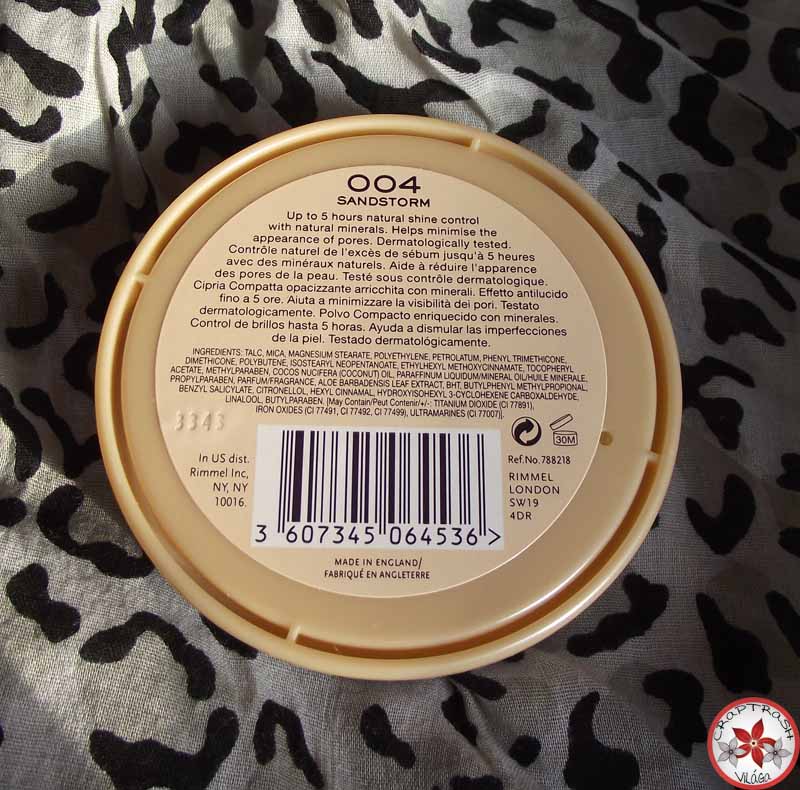 004
SANDSTORM
Up to 5 hours natural shine control
with natural minerals. Helps minimise the
appearance of pores. Dermatologically tested.
Contrôle naturel de l'excès de sébum jusqu'à 5 heures
avec des minéraux naturels. Aide à réduire l'apparence
des pores de la peau. Testé sous contrôle dermatologique.
Cipria Compatta opacizzante arricchita con minerali. Effetto antilucido
fino a 5 ore. Aiuta a minimizzare la visibilità dei pori. Testato
dermatologicamente. Polvo Compacto enriquecido con minerales.
Control de brillos hasta 5 horas. Ayuda a dismular las imperfecciones
de la piel. Testado dermatológicamente.
INGREDIENTS: TALC, MICA, MAGNESIUM STEARATE, POLYETHYLENE, PETROLATUM, PHENYL TRIMETHICONE,
DIMETHICONE, POLYBUTENE, ISOSTEARYL NEOPENTANOATE, ETHYLHEXYL METHOXYCINNAMATE, TOCOPHERYL
ACETATE, METHYLPARABEN, COCOS NUCIFERA (COCONUT) OIL, PARAFFINUM LIQUIDUM/MINERAL OIL/HUILE MINERALE,
PROPYLPARABEN, PARFUM/FRAGRANCE, ALOE BARBADENSIS LEAF EXTRACT, BHT, BUTYLPHENYL METHYLPROPIONAL,
BENZYL SALICYLATE, CITRONELLOL, HEXYL CINNAMAL, HYDROXYISOHEXYL 3-CYCLOHEXENE CARBOXALDEHYDE,
LINALOOL, BUTYLPARABEN. [May Contain/Peut Contenir/+/-: TITANIUM DIOXIDE (CI 77891),
IRON OXIDES (CI 77491, CI 77492, CI 77499), ULTRAMARINES (CI 77007)].
3343
30M
In US dist.
Rimmel Inc,
NY, NY
10016.
Ref.No.788218
RIMMEL
LONDON
SW19
4DR
3 607345 064536 >
MADE IN ENGLAND/
FABRIQUÉ EN ANGLETERRE
CRAPTRASH
VILÁGA